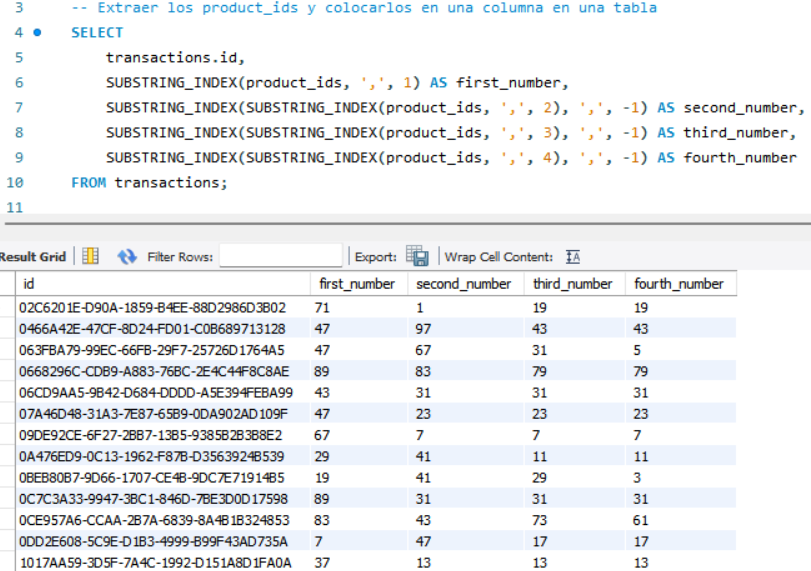 3 -- Extraer los product_ids y colocarlos en una columna en una tabla
4 SELECT
5 transactions.id,
6 SUBSTRING_INDEX(product_ids, ',', 1) AS first_number,
7 SUBSTRING_INDEX(SUBSTRING_INDEX(product_ids, ',', 2), ',', -1) AS second_number,
8 SUBSTRING_INDEX(SUBSTRING_INDEX(product_ids, ',', 3), ',', -1) AS third_number,
9 SUBSTRING_INDEX(SUBSTRING_INDEX(product_ids, ',', 4), ',', -1) AS fourth_number
10 FROM transactions;
11
Result Grid Filter Rows: Export: Wrap Cell Content:
id first_number second_number third_number fourth_number
02C6201E-D90A-1859-B4EE-88D2986D3B02 71 1 19 19
0466A42E-47CF-8D24-FD01-C0B689713128 47 97 43 43
063FBA79-99EC-66FB-29F7-25726D1764A5 47 67 31 5
0668296C-CDB9-A883-76BC-2E4C44F8C8AE 89 83 79 79
06CD9AA5-9B42-D684-DDDD-A5E394FEBA99 43 31 31 31
07A46D48-31A3-7E87-65B9-0DA902AD109F 47 23 23 23
09DE92CE-6F27-2BB7-13B5-9385B2B3B8E2 67 7 7 7
0A476ED9-0C13-1962-F87B-D3563924B539 29 41 11 11
0BEB80B7-9D66-1707-CE4B-9DC7E71914B5 19 41 29 3
0C7C3A33-9947-3BC1-846D-7BE3D0D17598 89 31 31 31
0CE957A6-CCAA-2B7A-6839-8A4B1B324853 83 43 73 61
0DD2E608-5C9E-D1B3-4999-B99F43AD735A 7 47 17 17
1017AA59-3D5F-7A4C-1992-D151A8D1FA0A 37 13 13 13